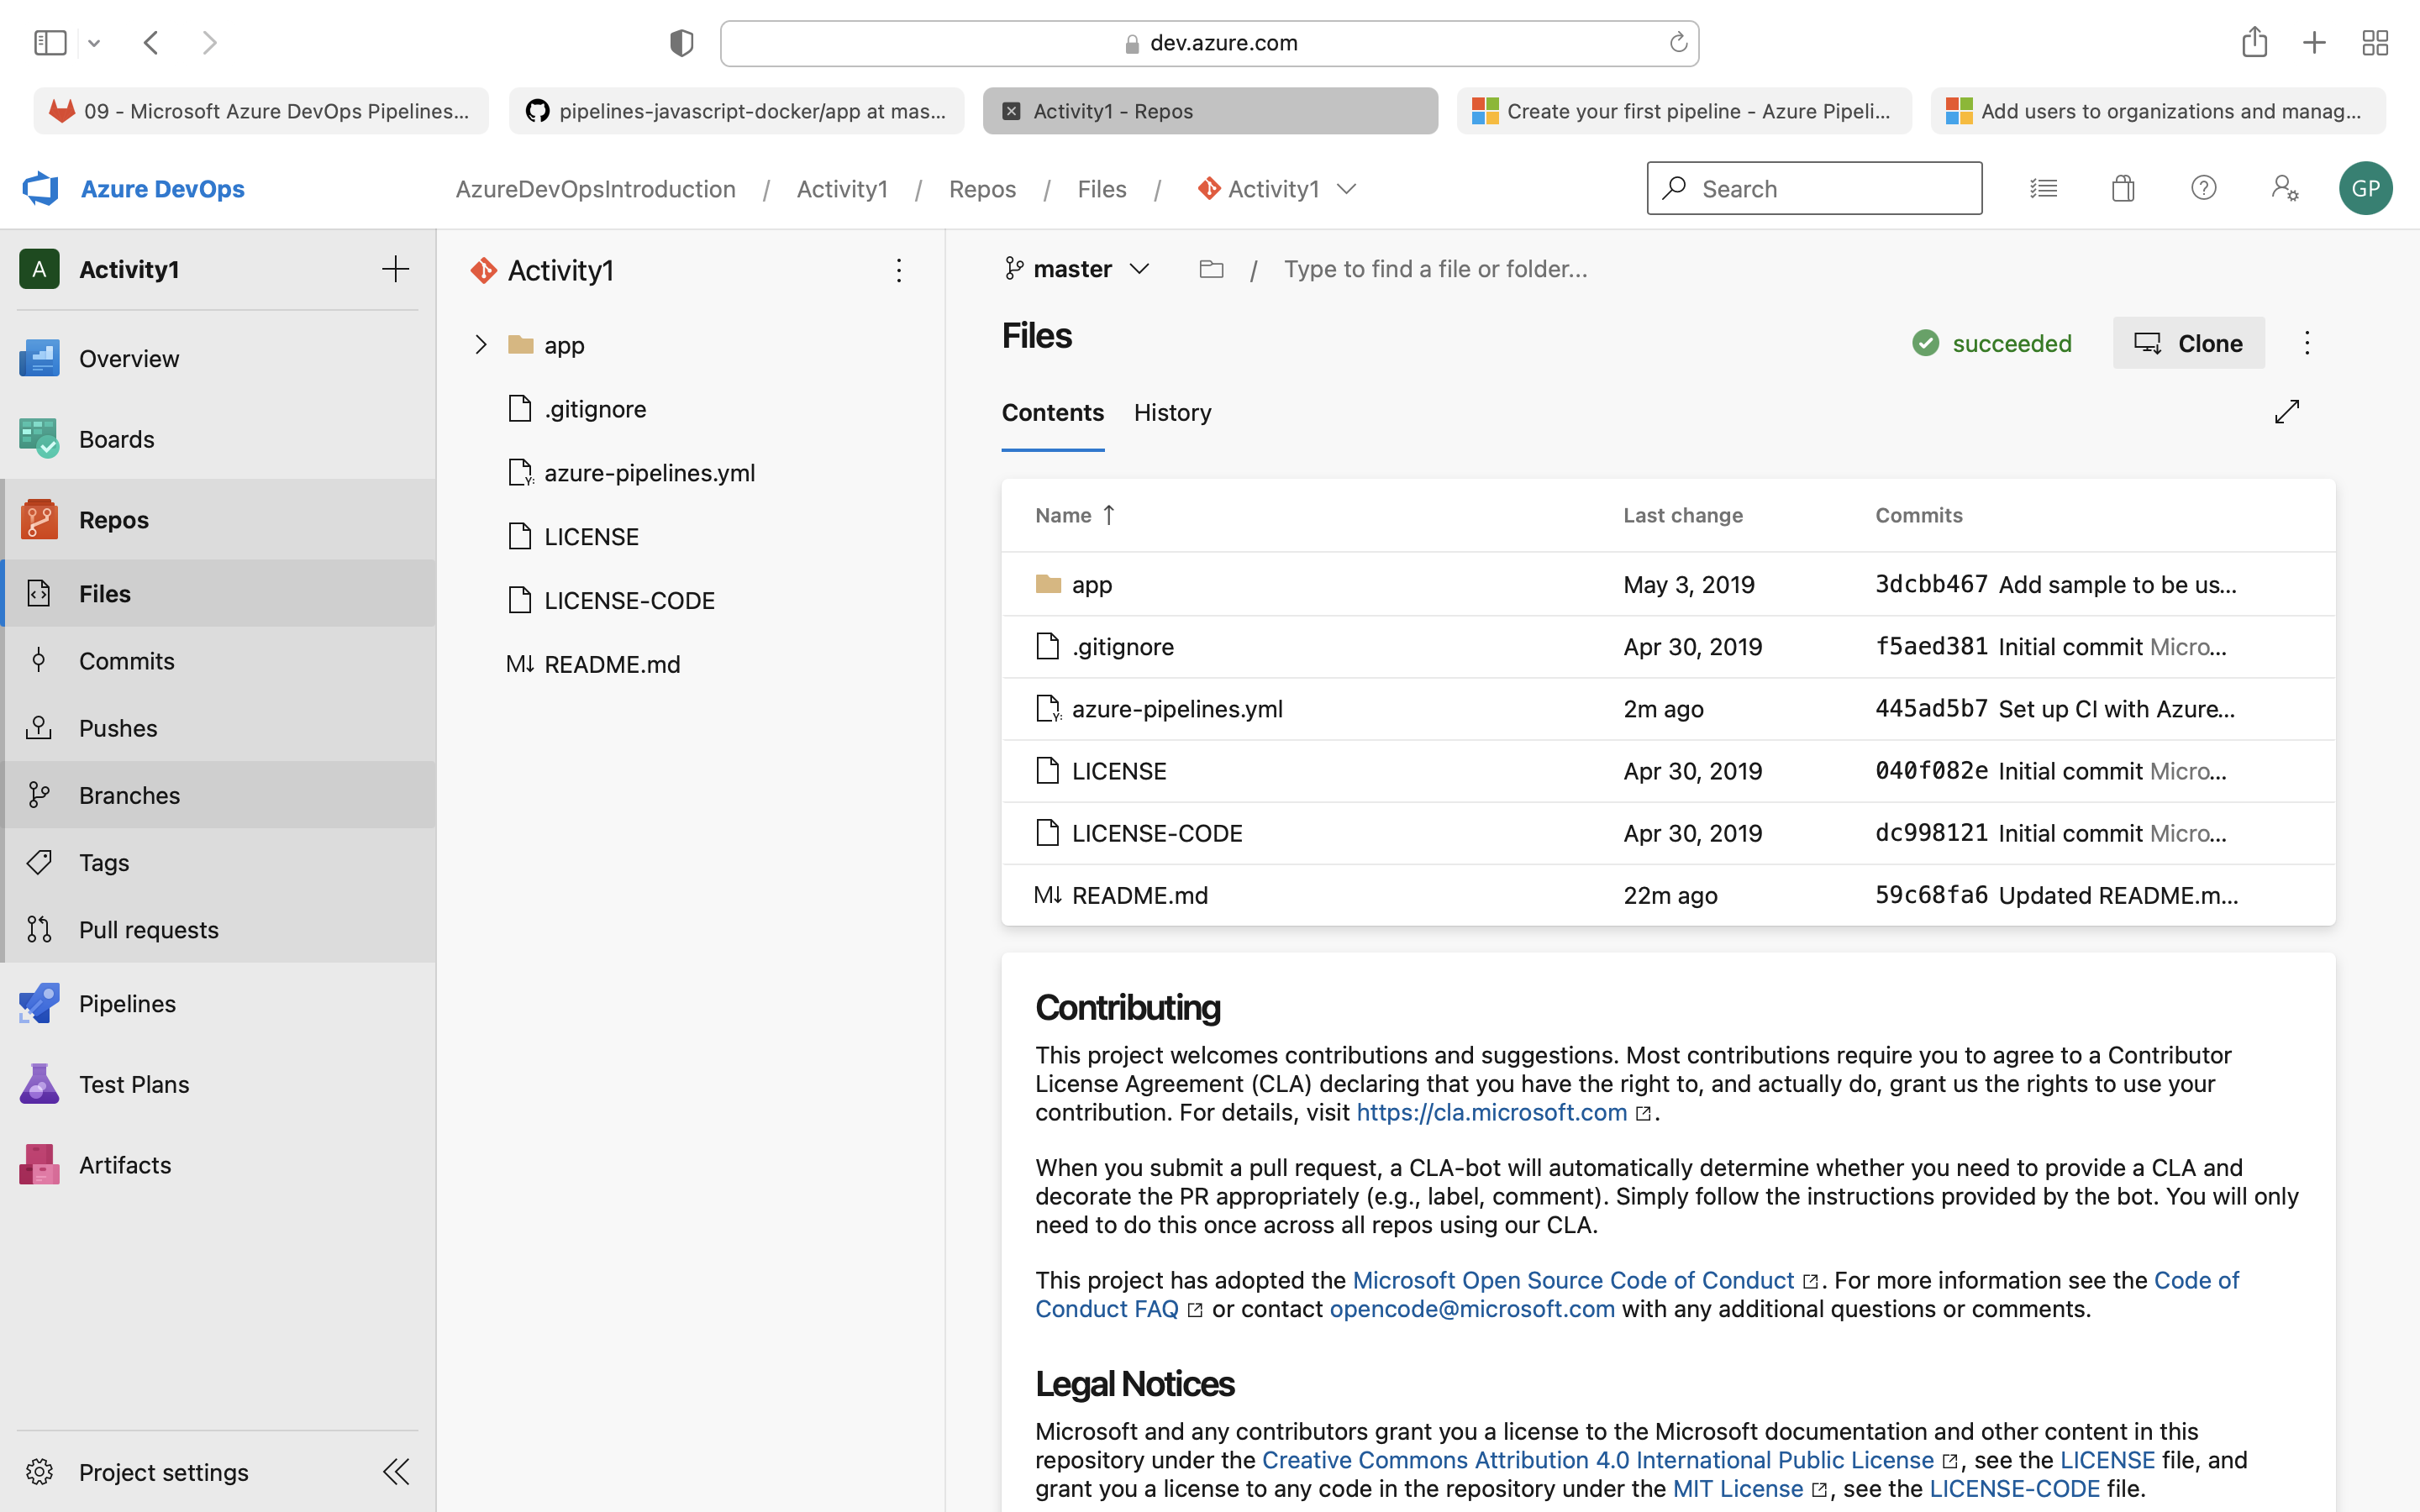 dev.azure.com
09 - Microsoft Azure DevOps Pipelines...
pipelines-javascript-docker/app at mas...
Activity1 - Repos
Create your first pipeline - Azure Pipeli...
Add users to organizations and manag...
Azure DevOps
AzureDevOpsIntroduction / Activity1 / Repos / Files / Activity1
Search
GP
A Activity1
Overview
Boards
Repos
Files
Commits
Pushes
Branches
Tags
Pull requests
Pipelines
Test Plans
Artifacts
Project settings
Activity1
app
.gitignore
azure-pipelines.yml
LICENSE
LICENSE-CODE
M↓ README.md
master / Type to find a file or folder...
Files
succeeded
Clone
Contents History
Name ↑ Last change Commits
app May 3, 2019 3dcbb467 Add sample to be us...
.gitignore Apr 30, 2019 f5aed381 Initial commit Micro...
azure-pipelines.yml 2m ago 445ad5b7 Set up CI with Azure...
LICENSE Apr 30, 2019 040f082e Initial commit Micro...
LICENSE-CODE Apr 30, 2019 dc998121 Initial commit Micro...
M↓ README.md 22m ago 59c68fa6 Updated README.m...
Contributing
This project welcomes contributions and suggestions. Most contributions require you to agree to a Contributor
License Agreement (CLA) declaring that you have the right to, and actually do, grant us the rights to use your
contribution. For details, visit https://cla.microsoft.com.
When you submit a pull request, a CLA-bot will automatically determine whether you need to provide a CLA and
decorate the PR appropriately (e.g., label, comment). Simply follow the instructions provided by the bot. You will only
need to do this once across all repos using our CLA.
This project has adopted the Microsoft Open Source Code of Conduct. For more information see the Code of
Conduct FAQ or contact opencode@microsoft.com with any additional questions or comments.
Legal Notices
Microsoft and any contributors grant you a license to the Microsoft documentation and other content in this
repository under the Creative Commons Attribution 4.0 International Public License, see the LICENSE file, and
grant you a license to any code in the repository under the MIT License, see the LICENSE-CODE file.